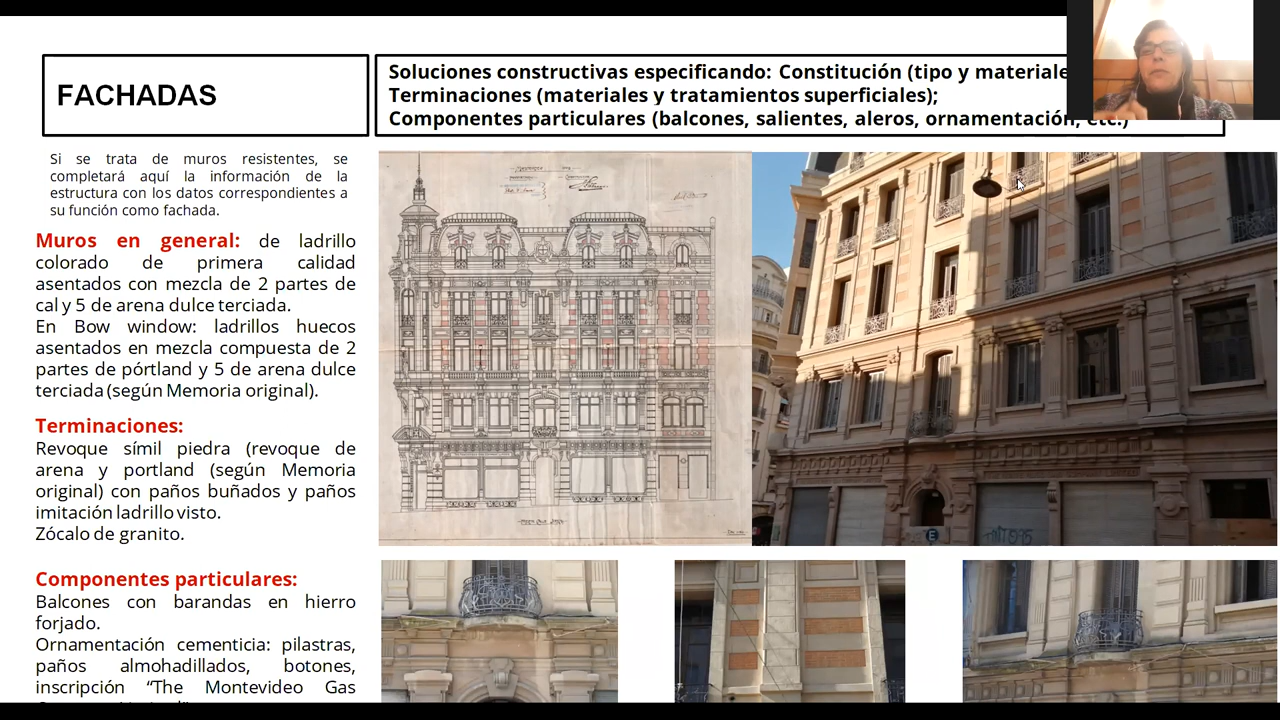 FACHADAS
Soluciones constructivas especificando: Constitución (tipo y materiale
Terminaciones (materiales y tratamientos superficiales);
Componentes particulares (balcones, salientes, aleros, ornamentación, etc.)
Si se trata de muros resistentes, se
completará aquí la información de la
estructura con los datos correspondientes a
su función como fachada.
Muros en general: de ladrillo
colorado de primera calidad
asentados con mezcla de 2 partes de
cal y 5 de arena dulce terciada.
En Bow window: ladrillos huecos
asentados en mezcla compuesta de 2
partes de pórtland y 5 de arena dulce
terciada (según Memoria original).
Terminaciones:
Revoque símil piedra (revoque de
arena y portland (según Memoria
original) con paños buñados y paños
imitación ladrillo visto.
Zócalo de granito.
Componentes particulares:
Balcones con barandas en hierro
forjado.
Ornamentación cementicia: pilastras,
paños almohadillados, botones,
inscripción “The Montevideo Gas
E